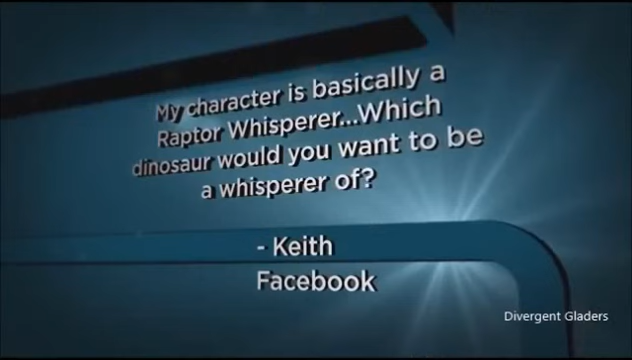 My character is basically a
Raptor Whisperer...Which
dinosaur would you want to be
a whisperer of?
- Keith
Facebook
Divergent Gladers